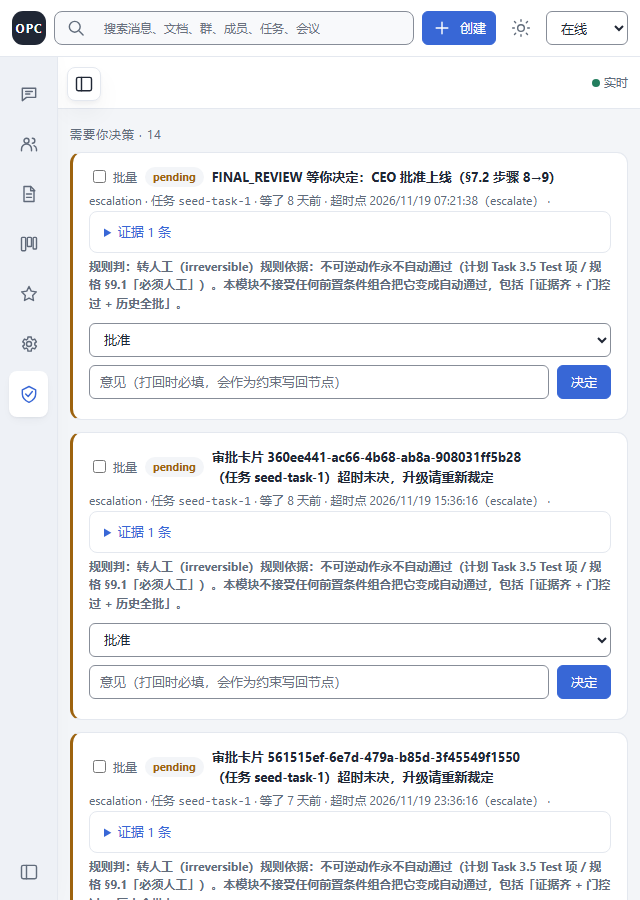 OPC
搜索消息、文档、群、成员、任务、会议
创建
在线
实时
需要你决策 · 14
批量 pending FINAL_REVIEW 等你决定：CEO 批准上线（§7.2 步骤 8→9）
escalation · 任务 seed-task-1 · 等了 8 天前 · 超时点 2026/11/19 07:21:38（escalate） ·
证据 1 条
规则判：转人工（irreversible）规则依据：不可逆动作永不自动通过（计划 Task 3.5 Test 项 / 规
格 §9.1「必须人工」）。本模块不接受任何前置条件组合把它变成自动通过，包括「证据齐 + 门控
过 + 历史全批」。
批准
意见（打回时必填，会作为约束写回节点）
决定
批量 pending 审批卡片 360ee441-ac66-4b68-ab8a-908031ff5b28
（任务 seed-task-1）超时未决，升级请重新裁定
escalation · 任务 seed-task-1 · 等了 8 天前 · 超时点 2026/11/19 15:36:16（escalate） ·
证据 1 条
规则判：转人工（irreversible）规则依据：不可逆动作永不自动通过（计划 Task 3.5 Test 项 / 规
格 §9.1「必须人工」）。本模块不接受任何前置条件组合把它变成自动通过，包括「证据齐 + 门控
过 + 历史全批」。
批准
意见（打回时必填，会作为约束写回节点）
决定
批量 pending 审批卡片 561515ef-6e7d-479a-b85d-3f45549f1550
（任务 seed-task-1）超时未决，升级请重新裁定
escalation · 任务 seed-task-1 · 等了 7 天前 · 超时点 2026/11/19 23:36:16（escalate） ·
证据 1 条
规则判：转人工（irreversible）规则依据：不可逆动作永不自动通过（计划 Task 3.5 Test 项 / 规
格 §9.1「必须人工」）。本模块不接受任何前置条件组合把它变成自动通过，包括「证据齐 + 门控